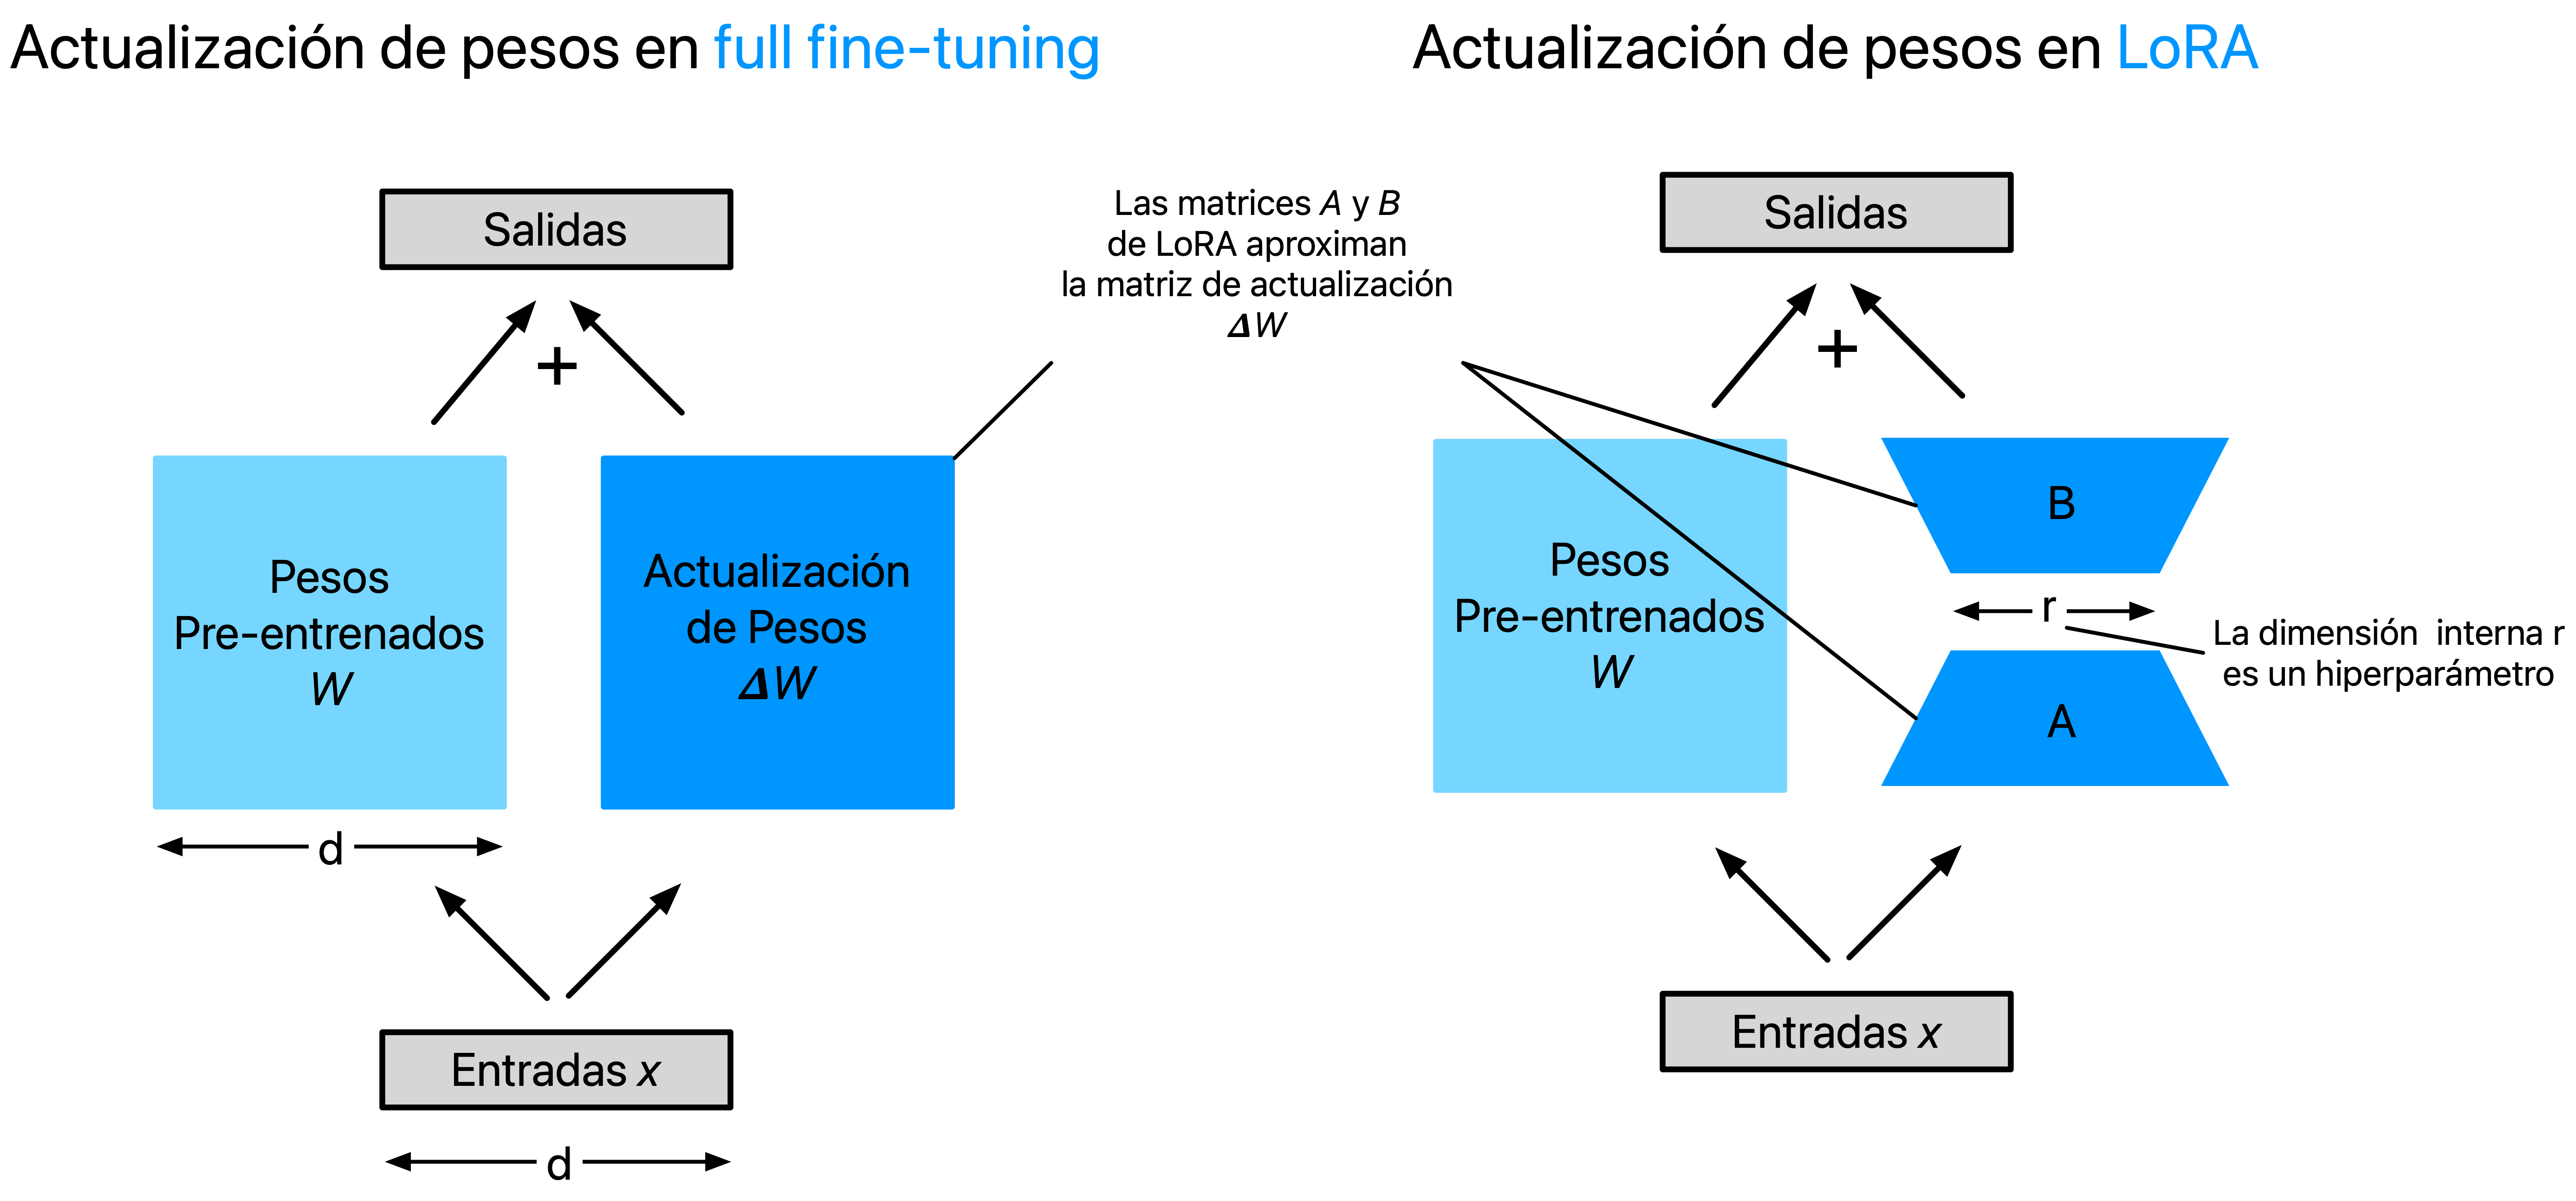 Actualización de pesos en full fine-tuning
Salidas
+
Pesos
Pre-entrenados
W
Actualización
de Pesos
ΔW
d
Entradas x
d
Las matrices A y B
de LoRA aproximan
la matriz de actualización
ΔW
Actualización de pesos en LoRA
Salidas
+
Pesos
Pre-entrenados
W
B
r
La dimensión interna r
es un hiperparámetro
A
Entradas x